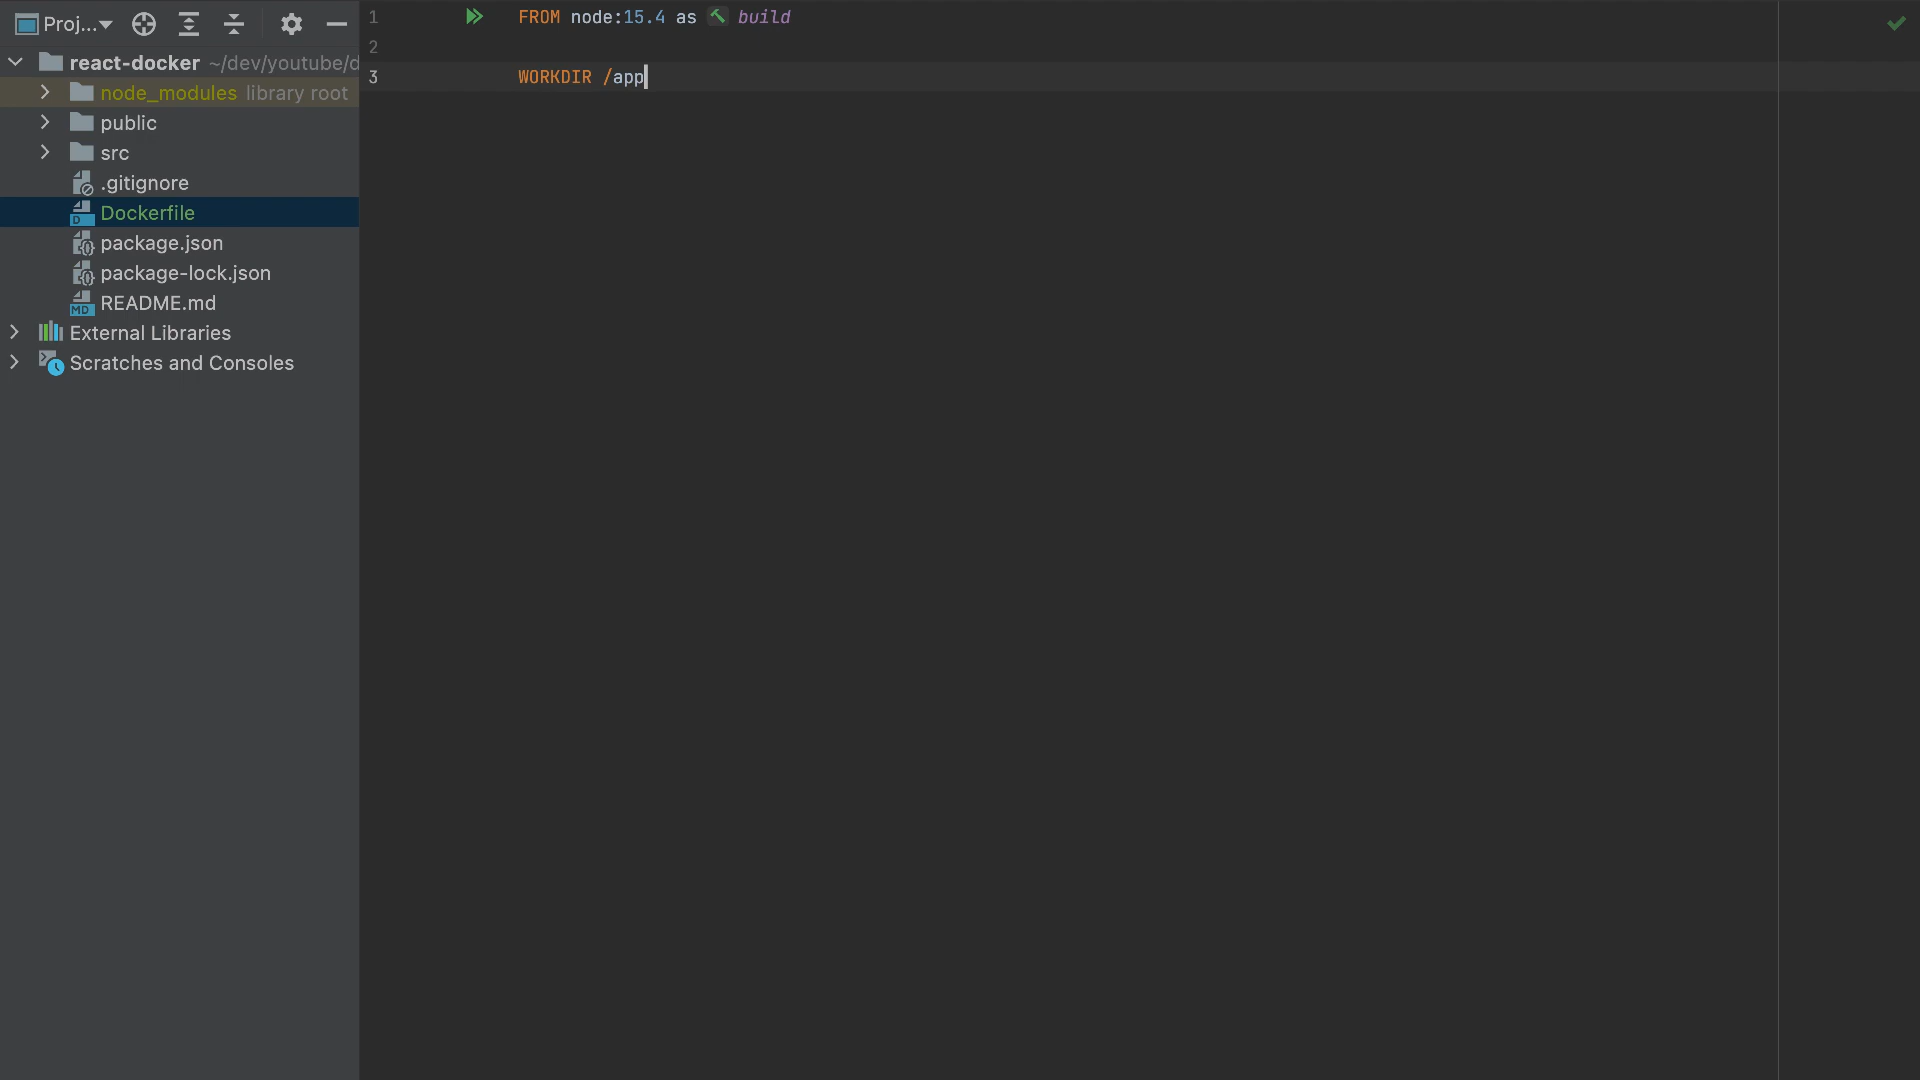 Proj...
react-docker ~/dev/youtube/d
node_modules library root
public
src
.gitignore
Dockerfile
package.json
package-lock.json
README.md
External Libraries
Scratches and Consoles
1 FROM node:15.4 as build
2
3 WORKDIR /app